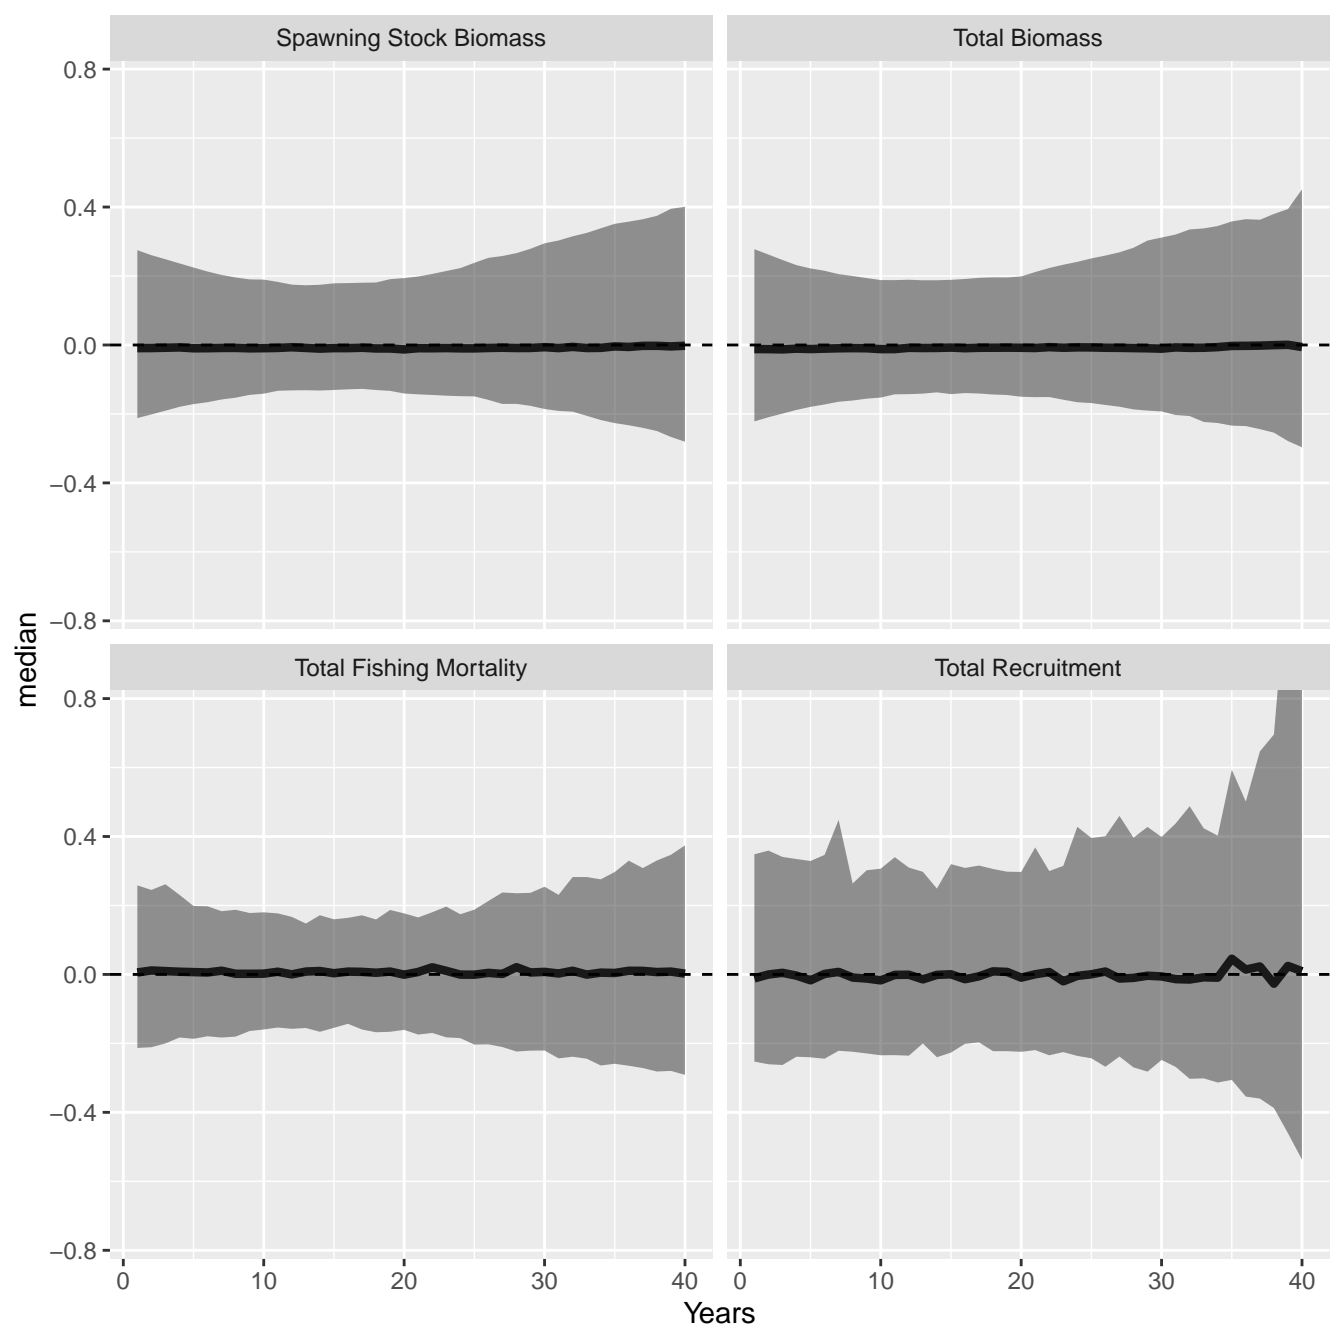 Spawning Stock Biomass
Total Biomass
0.8
0.4
0.0
−0.4
−0.8
median
Total Fishing Mortality
Total Recruitment
0.8
0.4
0.0
−0.4
−0.8
0 10 20 30 40
0 10 20 30 40
Years